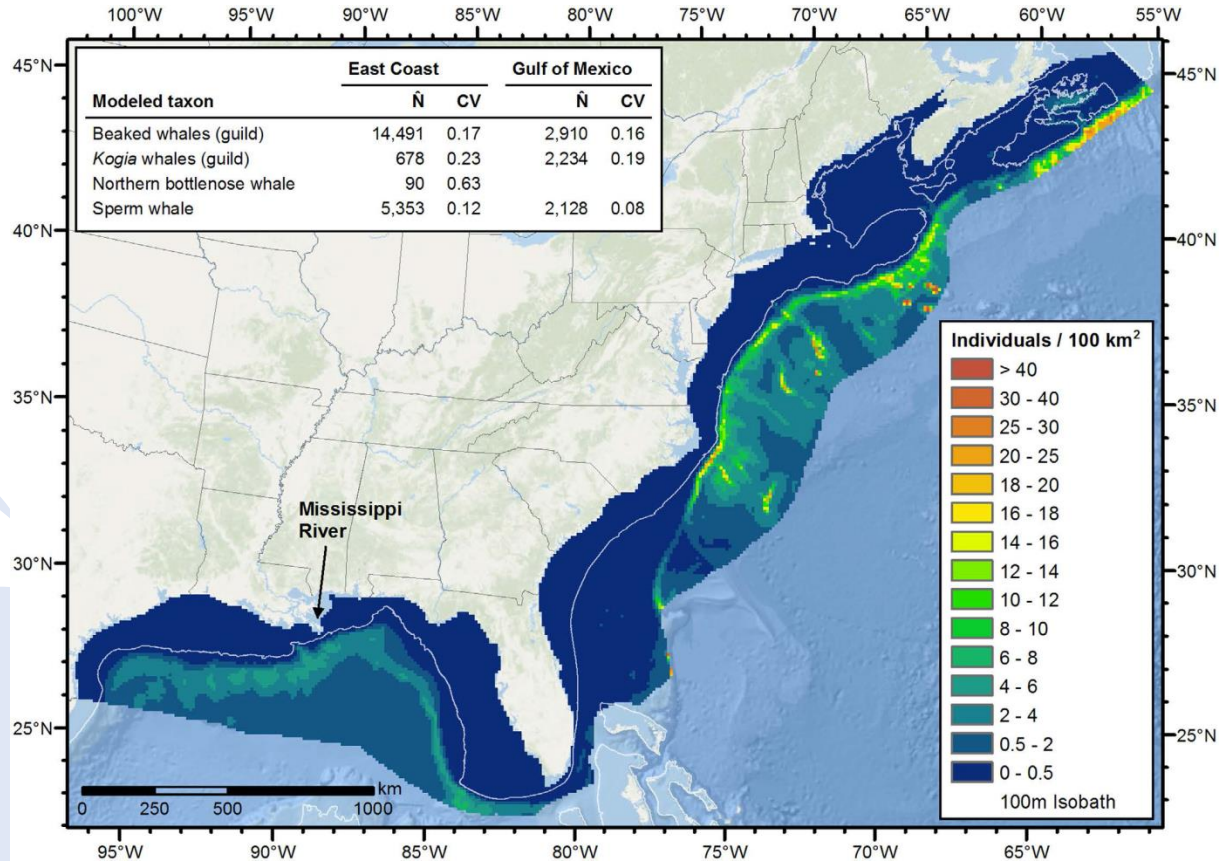 100°W 95°W 90°W 85°W 80°W 75°W 70°W 65°W 60°W 55°W
East Coast Gulf of Mexico
Modeled taxon N̂ CV N̂ CV
Beaked whales (guild) 14,491 0.17 2,910 0.16
Kogia whales (guild) 678 0.23 2,234 0.19
Northern bottlenose whale 90 0.63
Sperm whale 5,353 0.12 2,128 0.08
45°N 45°N
40°N 40°N
35°N 35°N
30°N 30°N
25°N 25°N
Mississippi
River
Individuals / 100 km²
> 40
30 - 40
25 - 30
20 - 25
18 - 20
16 - 18
14 - 16
12 - 14
10 - 12
8 - 10
6 - 8
4 - 6
2 - 4
0.5 - 2
0 - 0.5
100m Isobath
km
0 250 500 1000
95°W 90°W 85°W 80°W 75°W 70°W 65°W 60°W